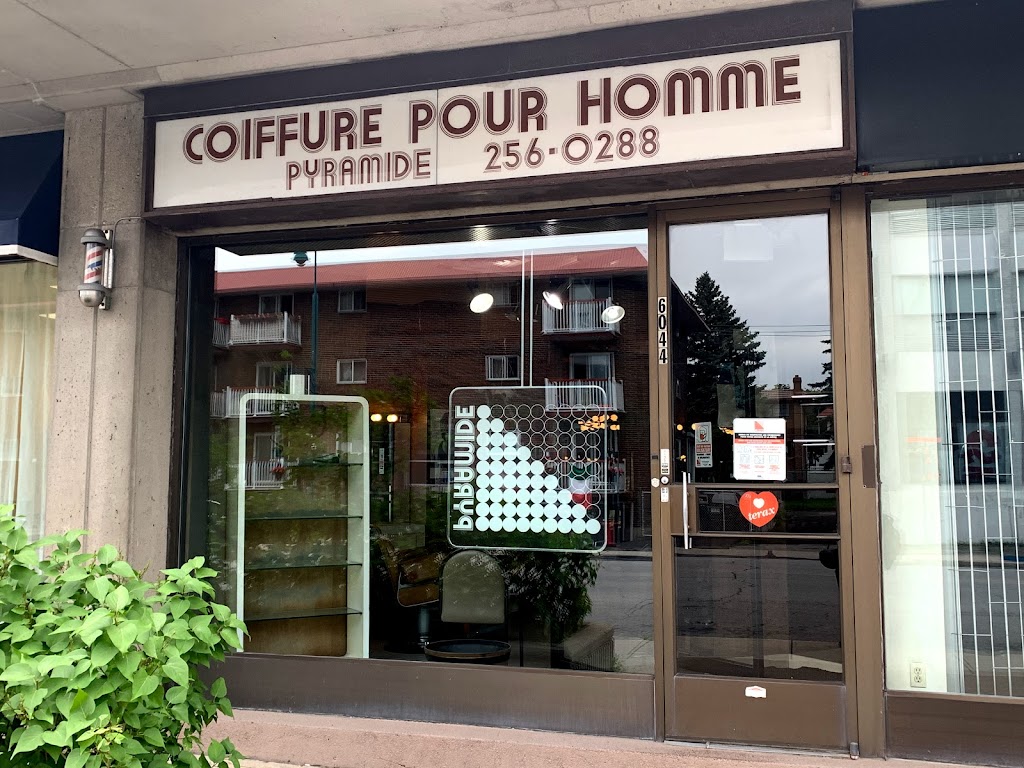 COIFFURE POUR HOMME
PYRAMIDE 256-0288
6044
PYRAMIDE
terax